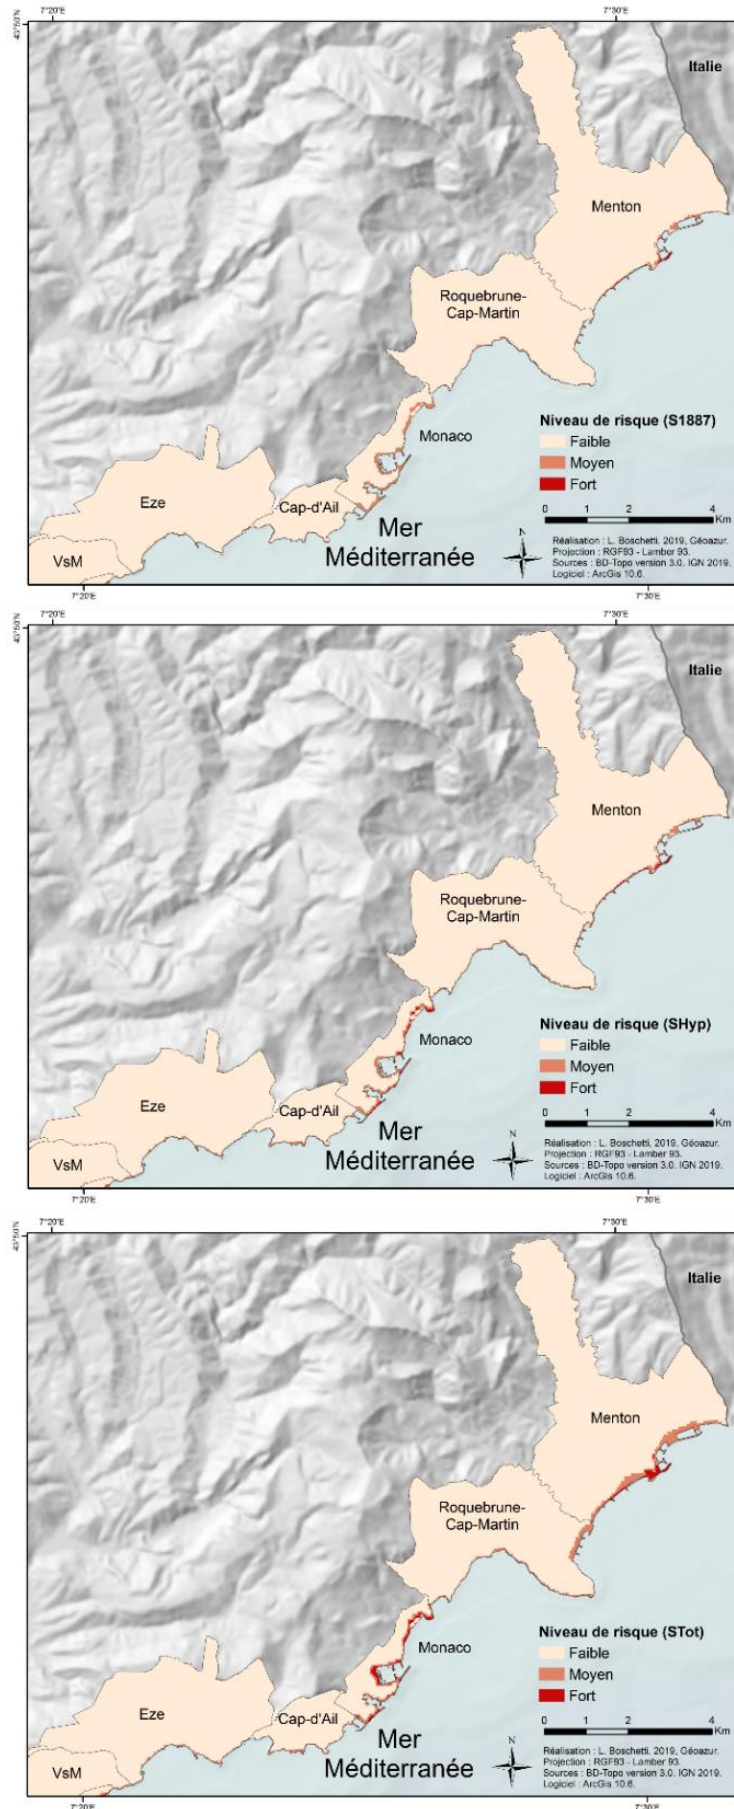 7°20'E
7°30'E
43°50'N
Italie
Menton
Roquebrune-
Cap-Martin
Monaco
Eze
Cap-d'Ail
VsM
Mer
Méditerranée
Niveau de risque (S1887)
Faible
Moyen
Fort
0 1 2 4
Km
N
Réalisation : L. Boschetti, 2019, Géoazur.
Projection : RGF93 - Lamber 93.
Sources : BD-Topo version 3.0. IGN 2019.
Logiciel : ArcGis 10.6.
7°20'E
7°30'E
7°20'E
7°30'E
43°50'N
Italie
Menton
Roquebrune-
Cap-Martin
Monaco
Eze
Cap-d'Ail
VsM
Mer
Méditerranée
Niveau de risque (SHyp)
Faible
Moyen
Fort
0 1 2 4
Km
N
Réalisation : L. Boschetti, 2019, Géoazur.
Projection : RGF93 - Lamber 93.
Sources : BD-Topo version 3.0. IGN 2019.
Logiciel : ArcGis 10.6.
7°20'E
7°30'E
7°20'E
7°30'E
43°50'N
Italie
Menton
Roquebrune-
Cap-Martin
Monaco
Eze
Cap-d'Ail
VsM
Mer
Méditerranée
Niveau de risque (STot)
Faible
Moyen
Fort
0 1 2 4
Km
N
Réalisation : L. Boschetti, 2019, Géoazur.
Projection : RGF93 - Lamber 93.
Sources : BD-Topo version 3.0. IGN 2019.
Logiciel : ArcGis 10.6.
7°20'E
7°30'E